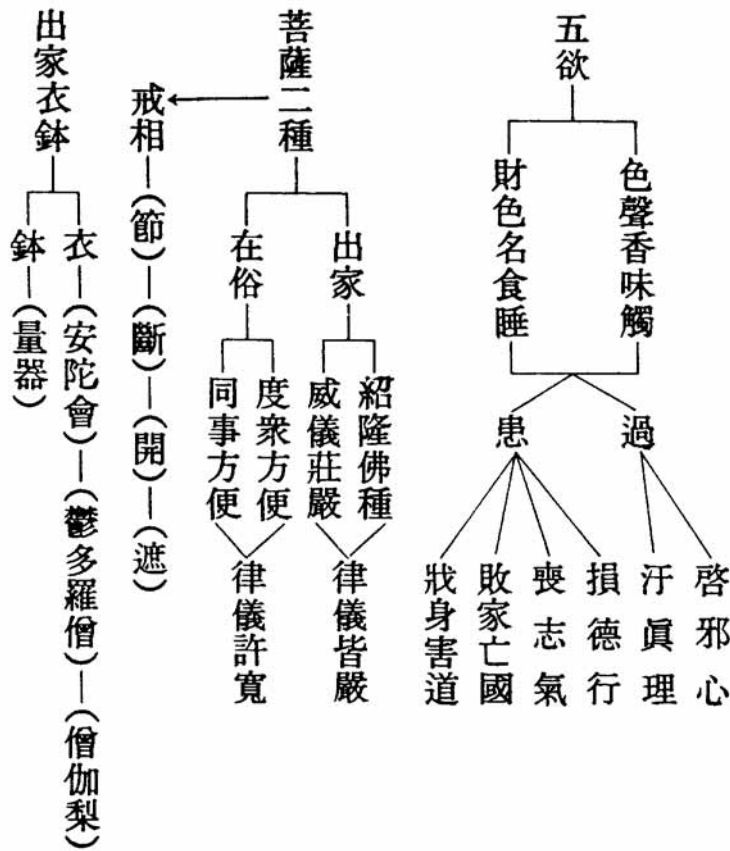 五欲
色聲香味觸
財色名食睡
過
患
啓邪心
汙眞理
損德行
喪志氣
敗家亡國
戕身害道
菩薩二種
出家
在俗
紹隆佛種
威儀莊嚴
度衆方便
同事方便
律儀皆嚴
律儀許寬
戒相—(節)—(斷)—(開)—(遮)
出家衣鉢
衣—(安陀會)—(鬱多羅僧)—(僧伽梨)
鉢—(量器)